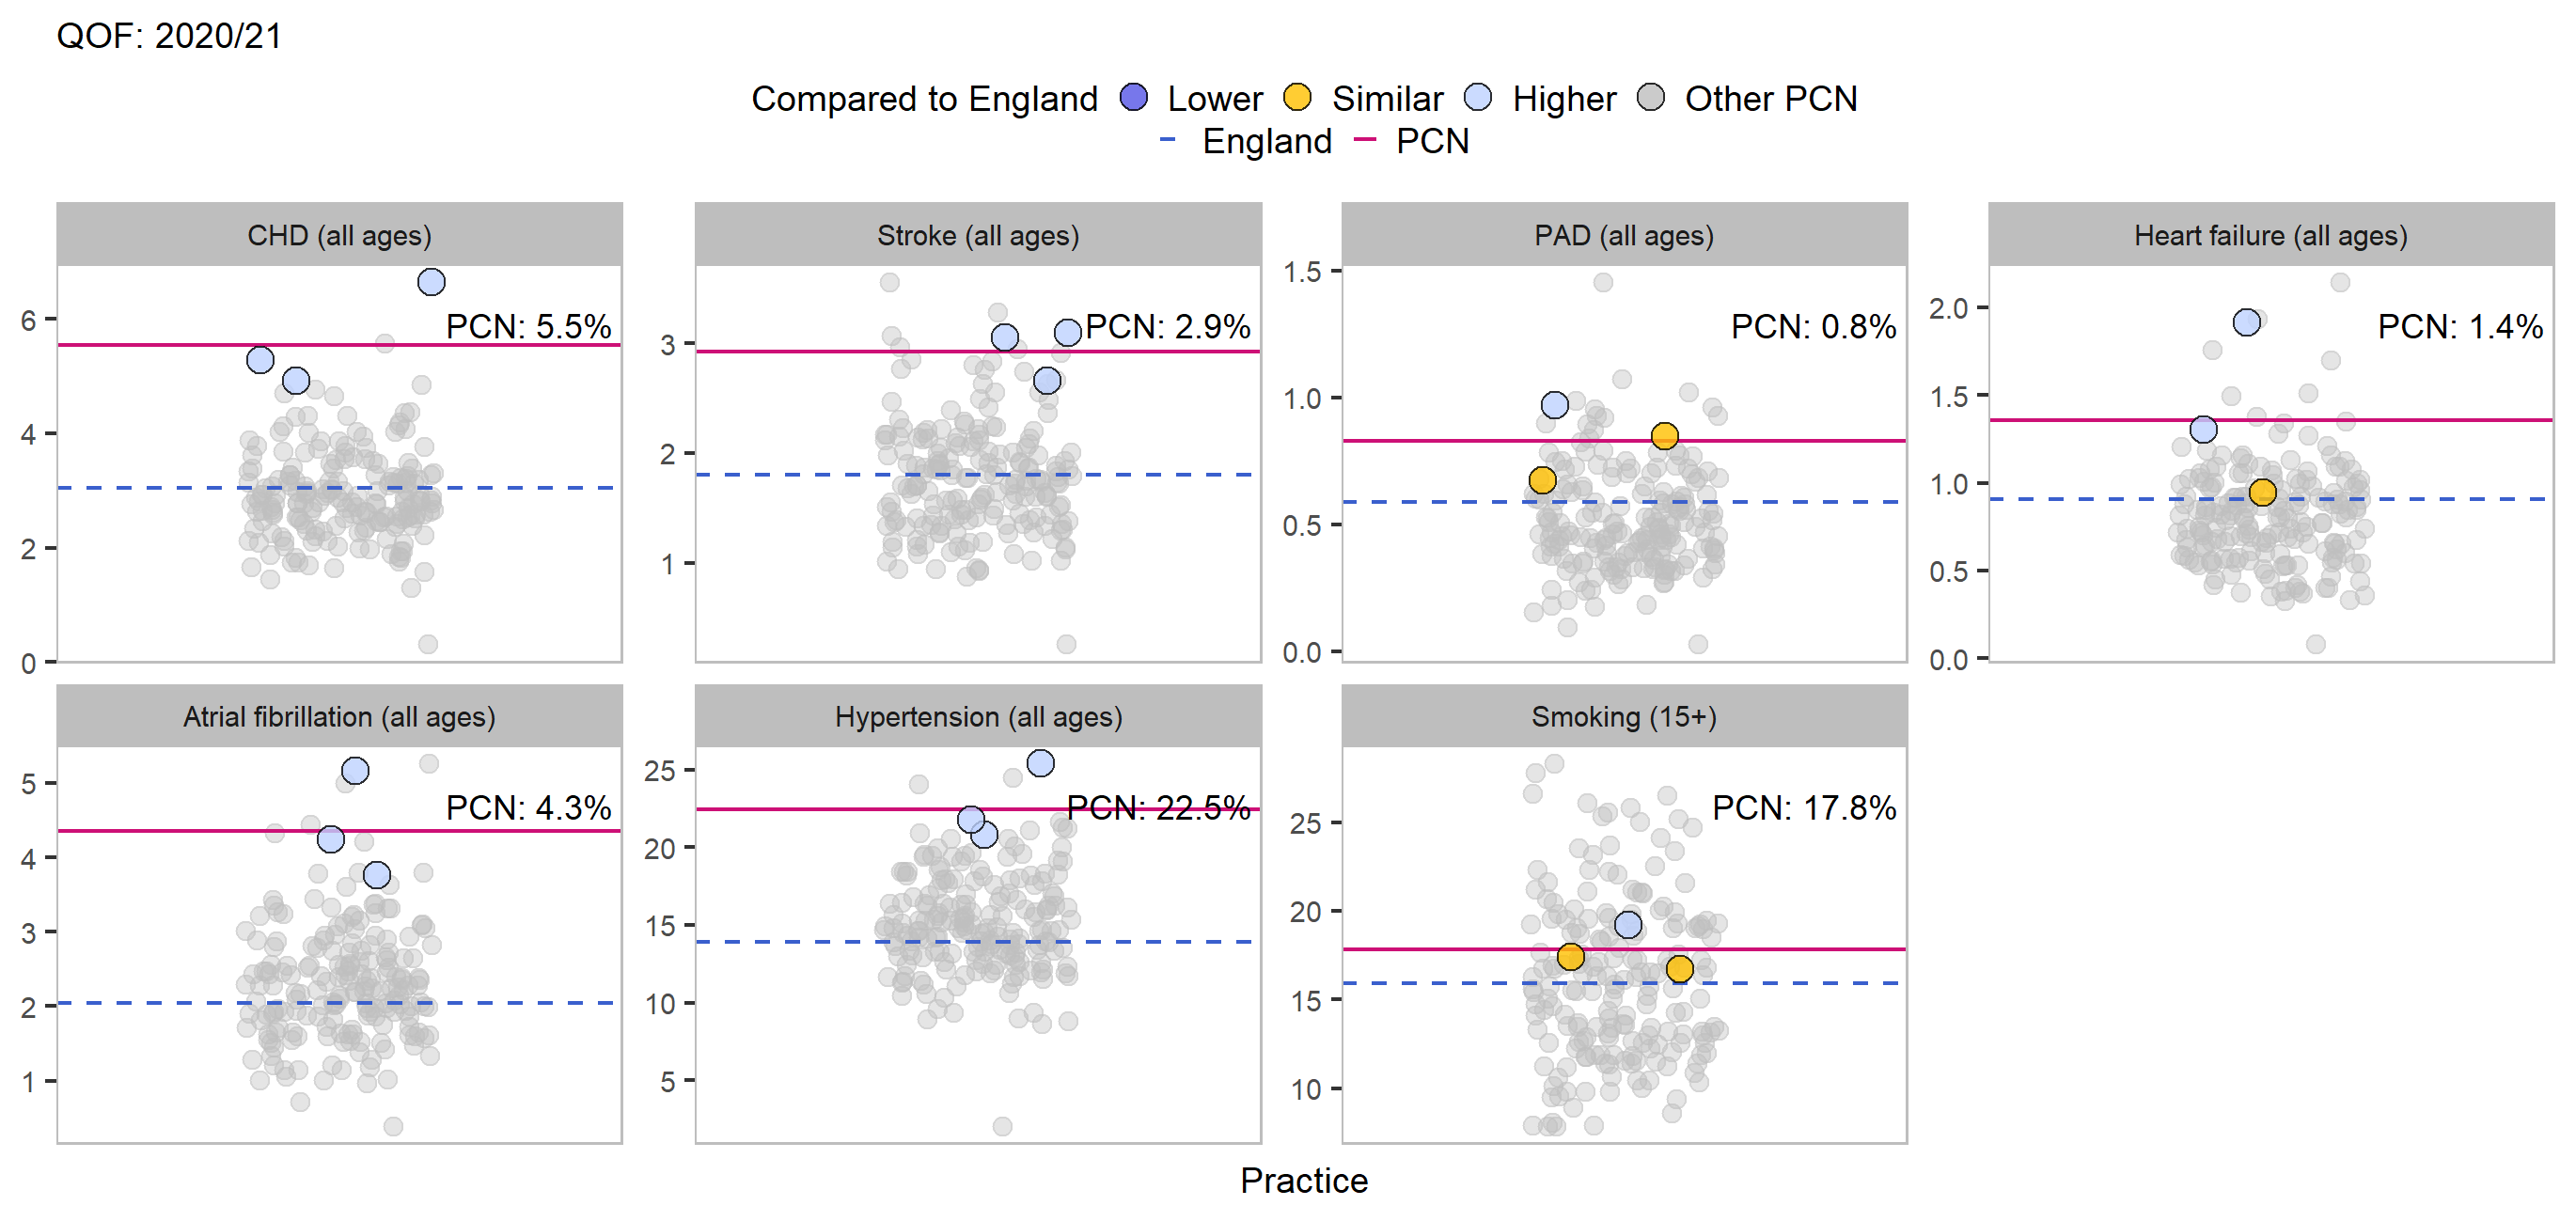 QOF: 2020/21
Compared to England Lower Similar Higher Other PCN
England PCN
CHD (all ages)
6
4
2
0
PCN: 5.5%
Stroke (all ages)
3
2
1
PCN: 2.9%
PAD (all ages)
1.5
1.0
0.5
0.0
PCN: 0.8%
Heart failure (all ages)
2.0
1.5
1.0
0.5
0.0
PCN: 1.4%
Atrial fibrillation (all ages)
5
4
3
2
1
PCN: 4.3%
Hypertension (all ages)
25
20
15
10
5
PCN: 22.5%
Smoking (15+)
25
20
15
10
PCN: 17.8%
Practice